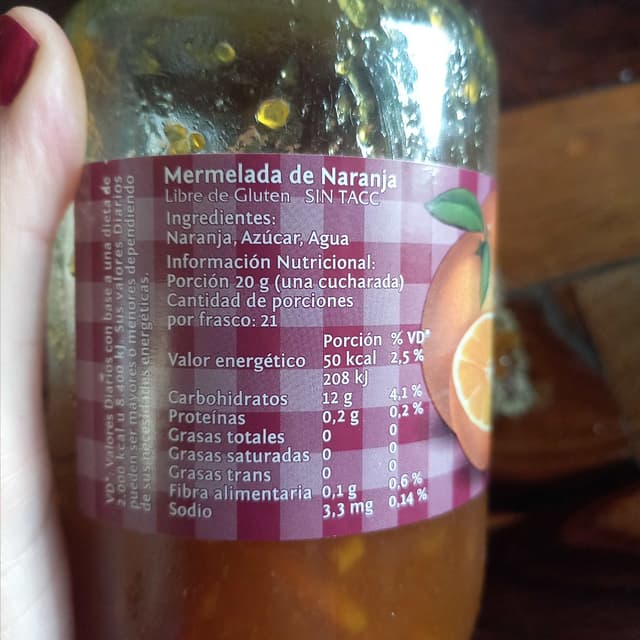 Mermelada de Naranja
Libre de Gluten SIN TACC
Ingredientes:
Naranja, Azúcar, Agua
Información Nutricional:
Porción 20 g (una cucharada)
Cantidad de porciones
por frasco: 21
Porción % VD*
Valor energético 50 kcal 2,5 %
208 kJ
Carbohidratos 12 g 4,1 %
Proteínas 0,2 g 0,2 %
Grasas totales 0 0
Grasas saturadas 0 0
Grasas trans 0 0
Fibra alimentaria 0,1 g 0,6 %
Sodio 3,3 mg 0,14 %
VD*. Valores Diarios con base a una dieta de
2.000 kcal u 8.400 kJ. Sus valores Diarios
pueden ser mayores o menores dependiendo
de sus necesidades energéticas.